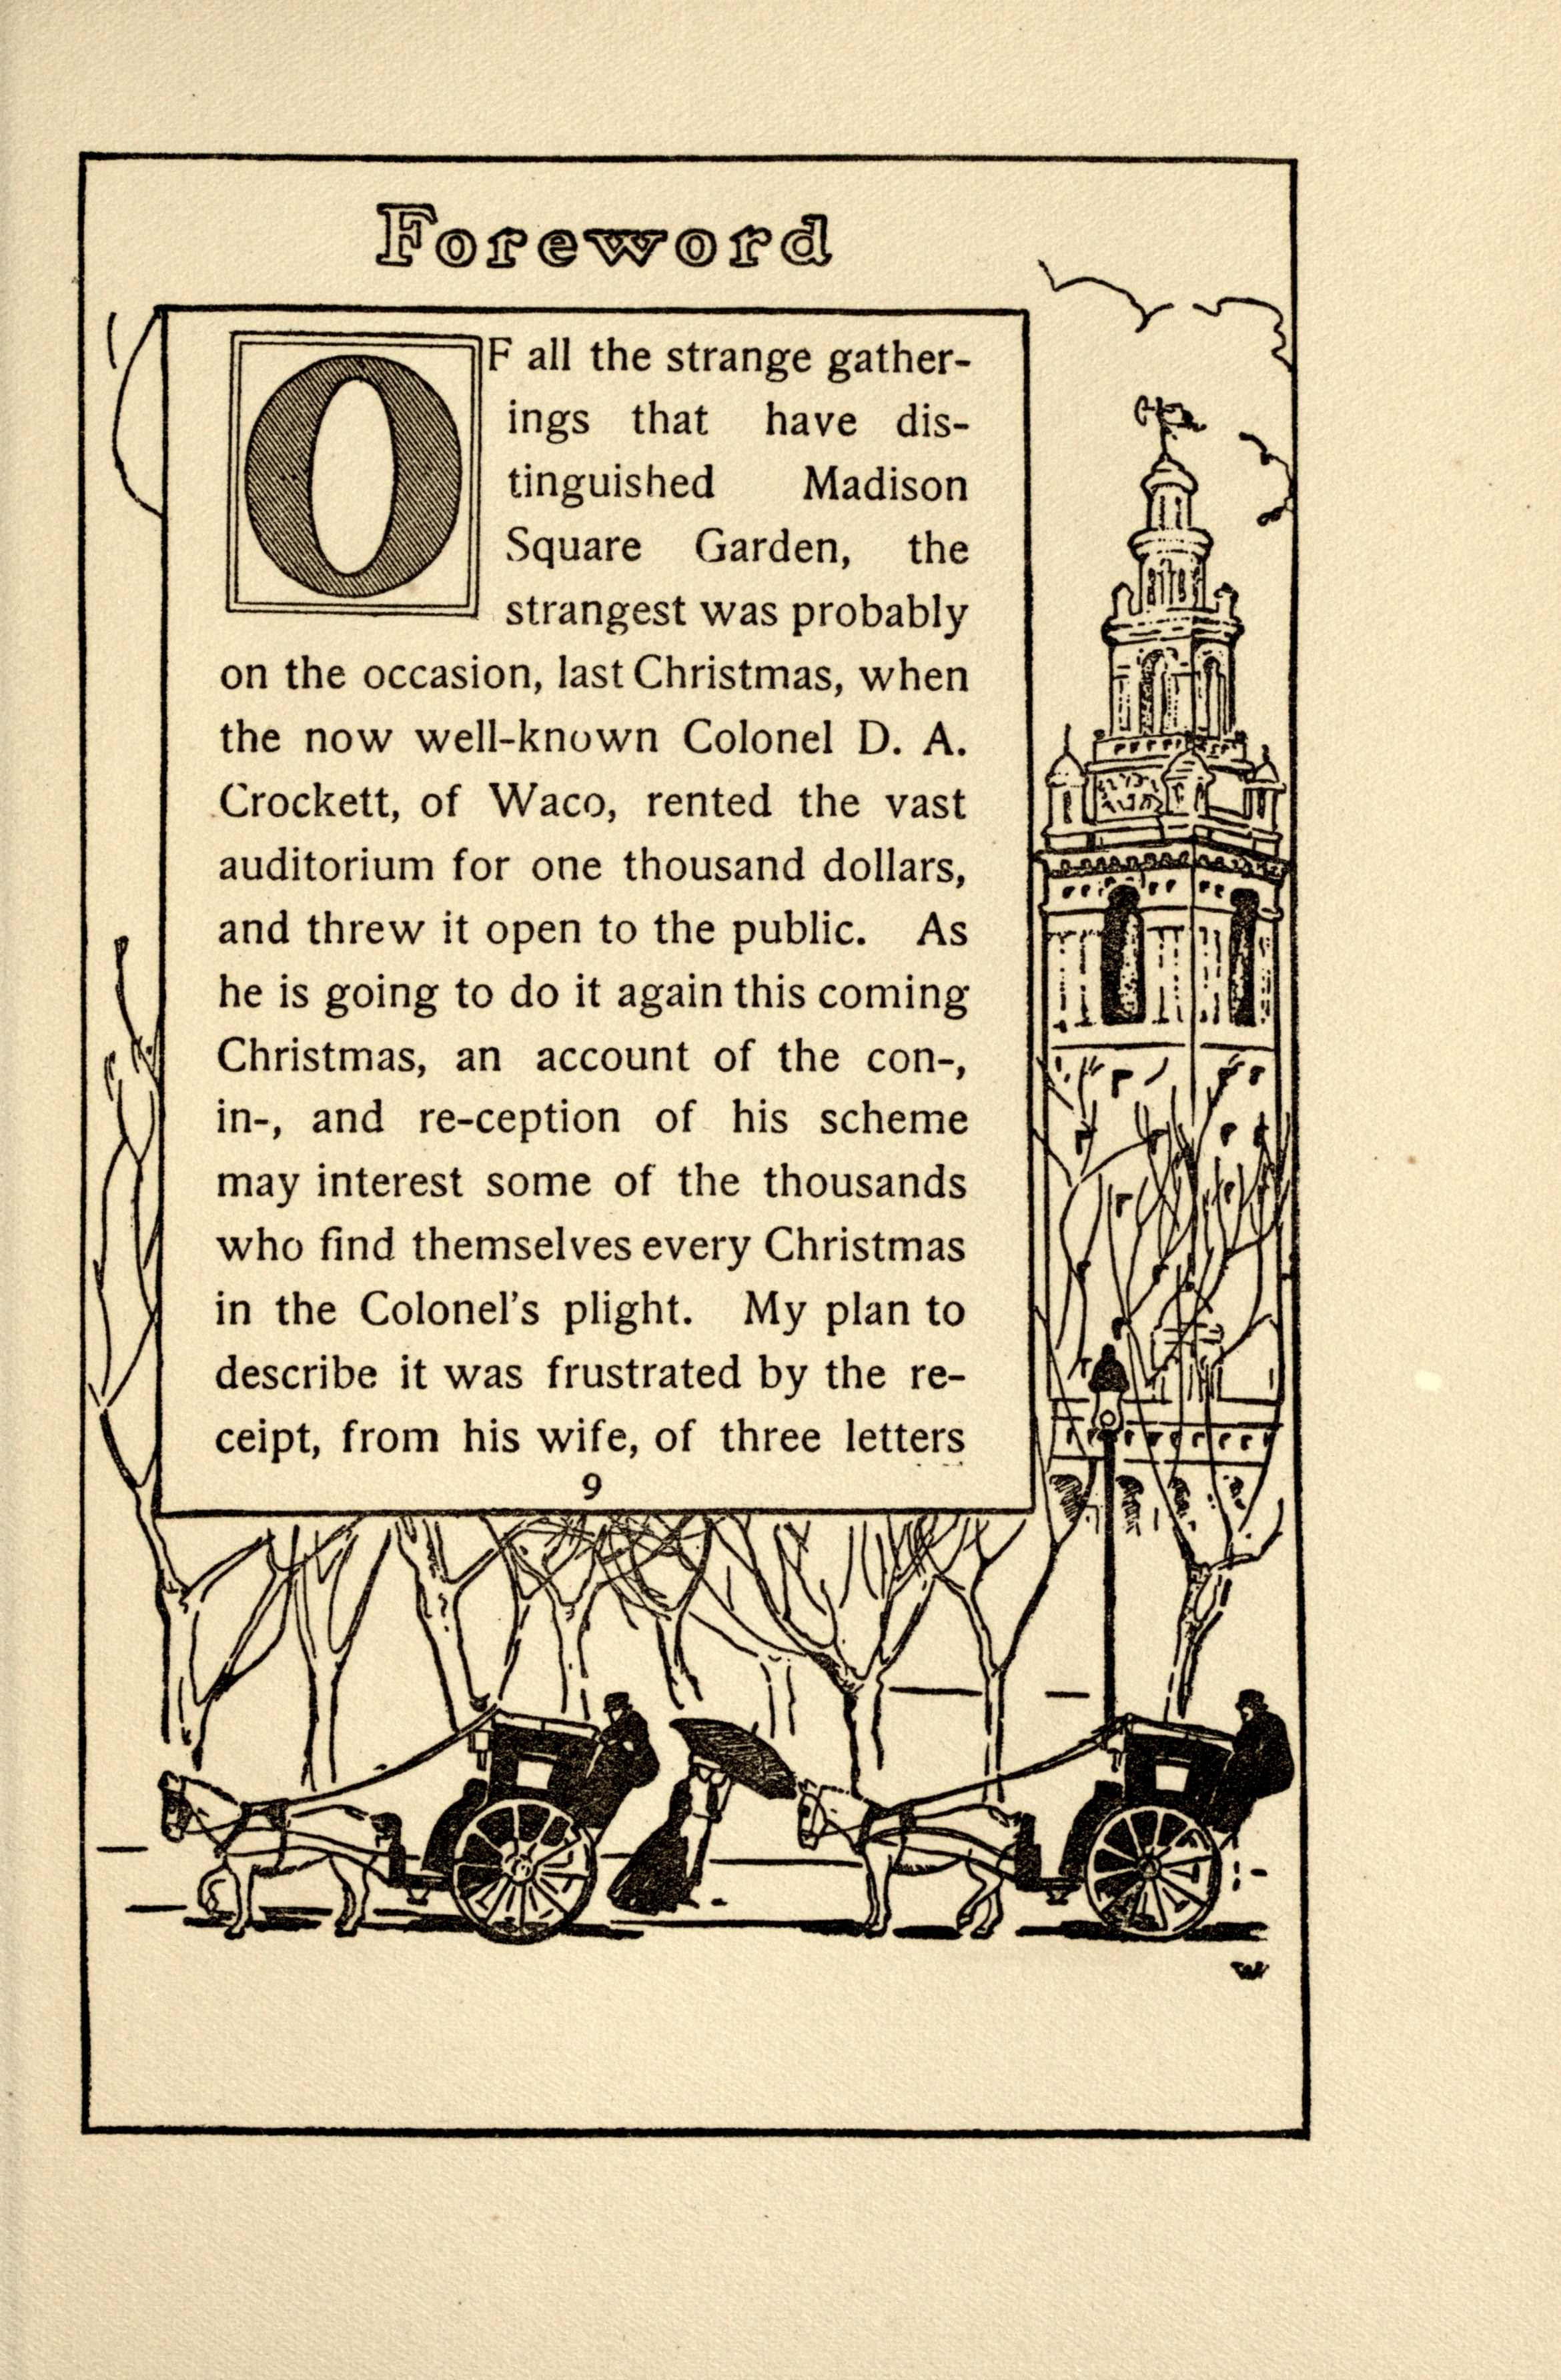 Foreword
OF all the strange gather-
ings that have dis-
tinguished Madison
Square Garden, the
strangest was probably
on the occasion, last Christmas, when
the now well-known Colonel D. A.
Crockett, of Waco, rented the vast
auditorium for one thousand dollars,
and threw it open to the public. As
he is going to do it again this coming
Christmas, an account of the con-,
in-, and re-ception of his scheme
may interest some of the thousands
who find themselves every Christmas
in the Colonel's plight. My plan to
describe it was frustrated by the re-
ceipt, from his wife, of three letters
9
W